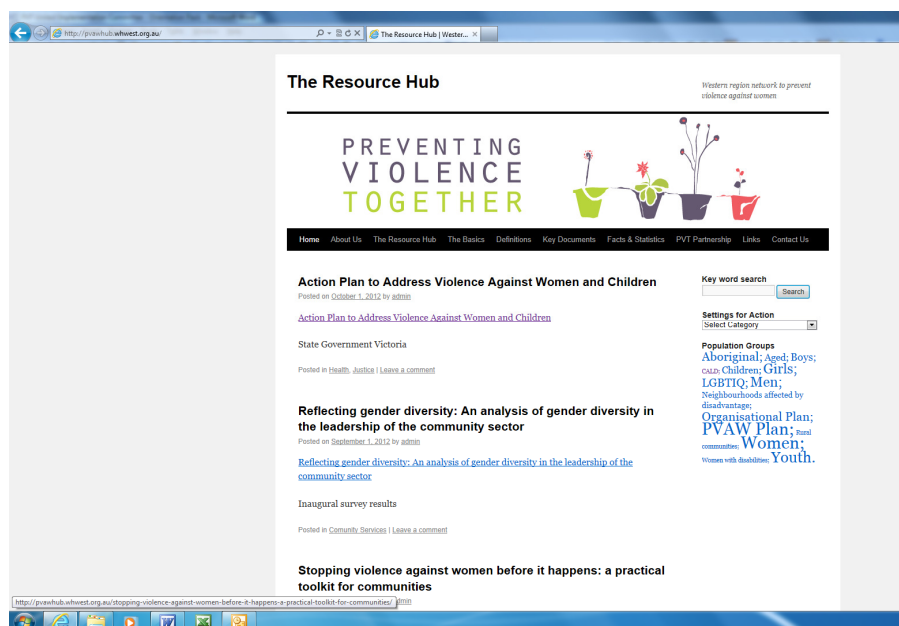 http://pvawhub.whwest.org.au/
The Resource Hub | Wester...
The Resource Hub
Western region network to prevent
violence against women
PREVENTING
VIOLENCE
TOGETHER
Home About Us The Resource Hub The Basics Definitions Key Documents Facts & Statistics PVT Partnership Links Contact Us
Action Plan to Address Violence Against Women and Children
Posted on October 1, 2012 by admin
Action Plan to Address Violence Against Women and Children
State Government Victoria
Posted in Health, Justice | Leave a comment
Reflecting gender diversity: An analysis of gender diversity in
the leadership of the community sector
Posted on September 1, 2012 by admin
Reflecting gender diversity: An analysis of gender diversity in the leadership of the
community sector
Inaugural survey results
Posted in Comunity Services | Leave a comment
Stopping violence against women before it happens: a practical
toolkit for communities
admin
http://pvawhub.whwest.org.au/stopping-violence-against-women-before-it-happens-a-practical-toolkit-for-communities/
Key word search
Search
Settings for Action
Select Category
Population Groups
Aboriginal; Aged; Boys;
CALD; Children; Girls;
LGBTIQ; Men;
Neighbourhoods affected by
disadvantage;
Organisational Plan;
PVAW Plan; Rural
communities; Women;
Women with disabilities; Youth.